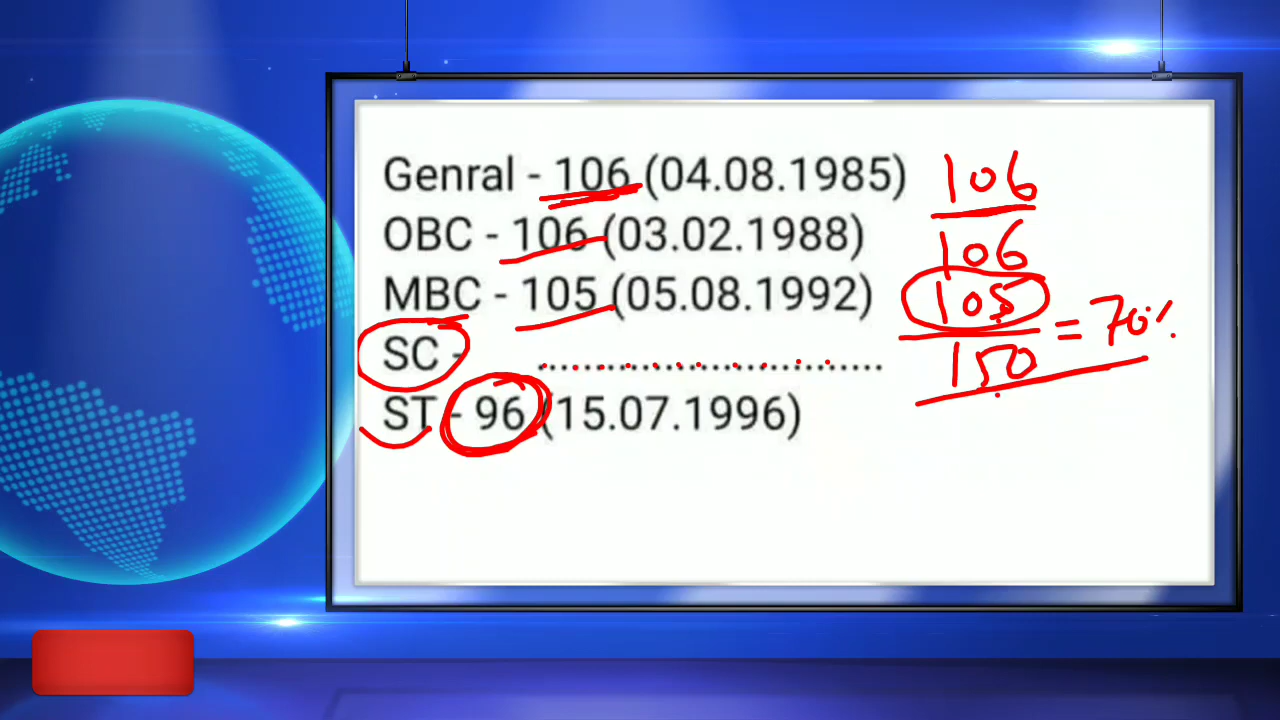 Genral - 106 (04.08.1985)
OBC - 106 (03.02.1988)
MBC - 105 (05.08.1992)
SC - ..............................
ST - 96 (15.07.1996)
106
106
105
150
= 70%